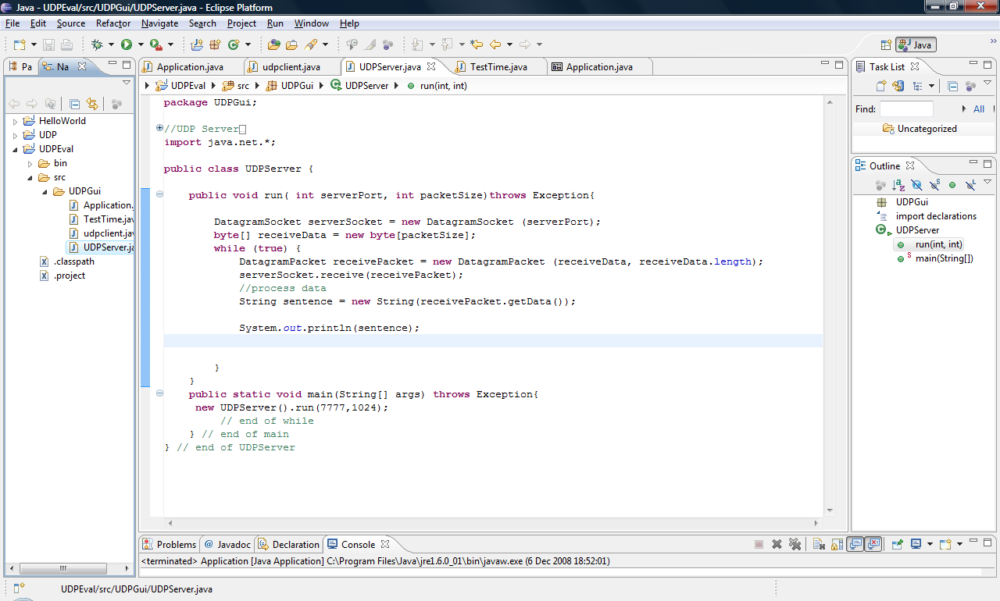 Java - UDPEval/src/UDPGui/UDPServer.java - Eclipse Platform
File Edit Source Refactor Navigate Search Project Run Window Help
Java
Pa Na
Application.java udpclient.java UDPServer.java TestTime.java Application.java
Task List
UDPEval src UDPGui UDPServer run(int, int)
Find: All
Uncategorized
HelloWorld
UDP
UDPEval
bin
src
UDPGui
Application.
TestTime.jav
udpclient.jav
UDPServer.ja
.classpath
.project
package UDPGui;
//UDP Server
import java.net.*;
public class UDPServer {
public void run( int serverPort, int packetSize)throws Exception{
DatagramSocket serverSocket = new DatagramSocket (serverPort);
byte[] receiveData = new byte[packetSize];
while (true) {
DatagramPacket receivePacket = new DatagramPacket (receiveData, receiveData.length);
serverSocket.receive(receivePacket);
//process data
String sentence = new String(receivePacket.getData());
System.out.println(sentence);
}
}
public static void main(String[] args) throws Exception{
new UDPServer().run(7777,1024);
// end of while
} // end of main
} // end of UDPServer
Outline
UDPGui
import declarations
UDPServer
run(int, int)
main(String[])
Problems Javadoc Declaration Console
<terminated> Application [Java Application] C:\Program Files\Java\jre1.6.0_01\bin\javaw.exe (6 Dec 2008 18:52:01)
UDPEval/src/UDPGui/UDPServer.java